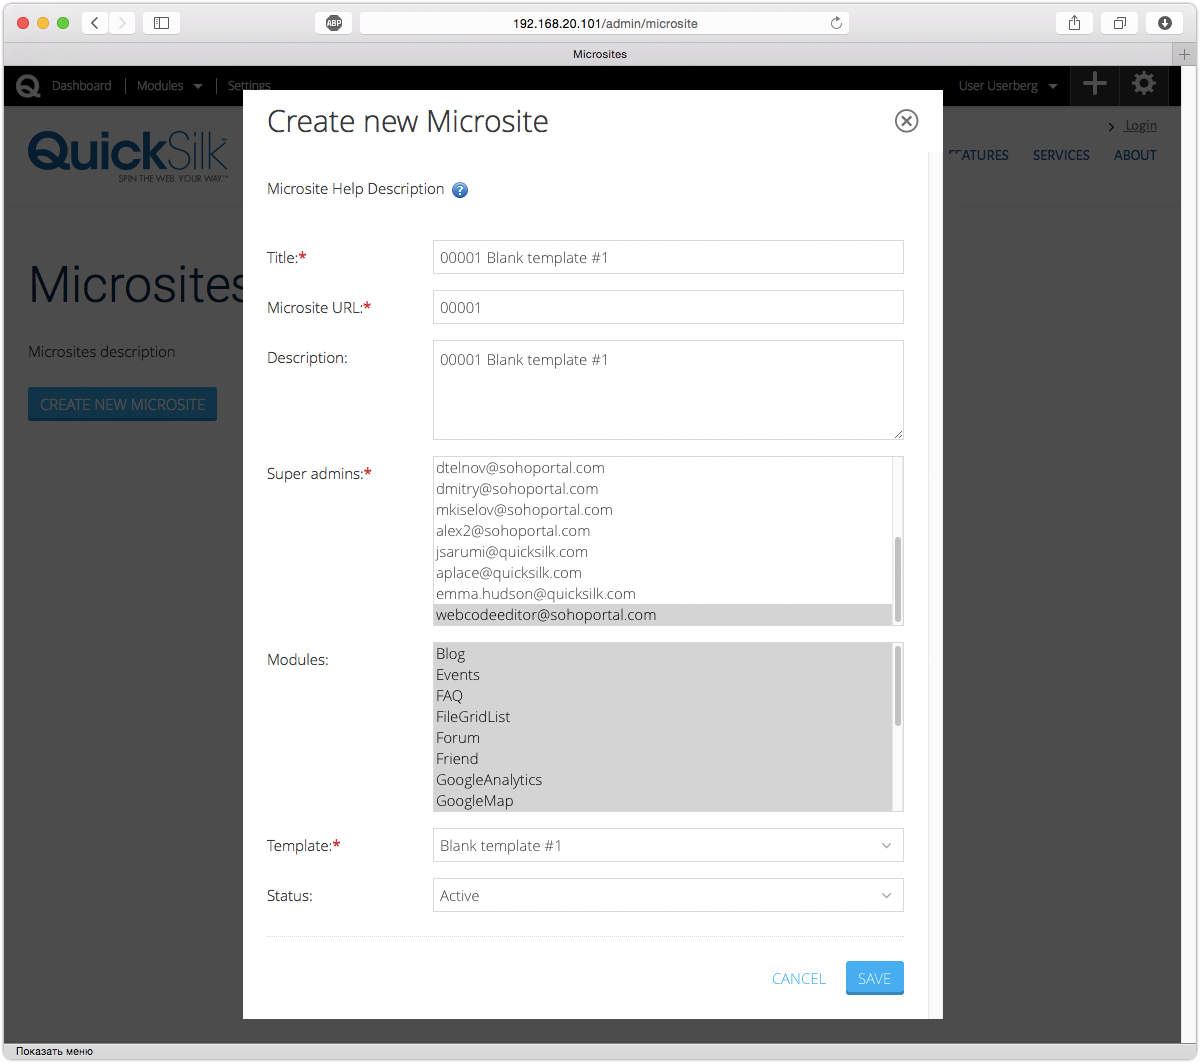 ABP
192.168.20.101/admin/microsite
Microsites
Q Dashboard Modules Settings
User Userberg
QuickSilk™
SPIN THE WEB. YOUR WAY.™
Login
SERVICES ABOUT
Create new Microsite
Microsites
Microsites description
CREATE NEW MICROSITE
Microsite Help Description ?
Title:* 00001 Blank template #1
Microsite URL:* 00001
Description: 00001 Blank template #1
Super admins:*
dtelnov@sohoportal.com
dmitry@sohoportal.com
mkiselov@sohoportal.com
alex2@sohoportal.com
jsarumi@quicksilk.com
aplace@quicksilk.com
emma.hudson@quicksilk.com
webcodeeditor@sohoportal.com
Modules:
Blog
Events
FAQ
FileGridList
Forum
Friend
GoogleAnalytics
GoogleMap
Template:* Blank template #1
Status: Active
CANCEL SAVE
Показать меню